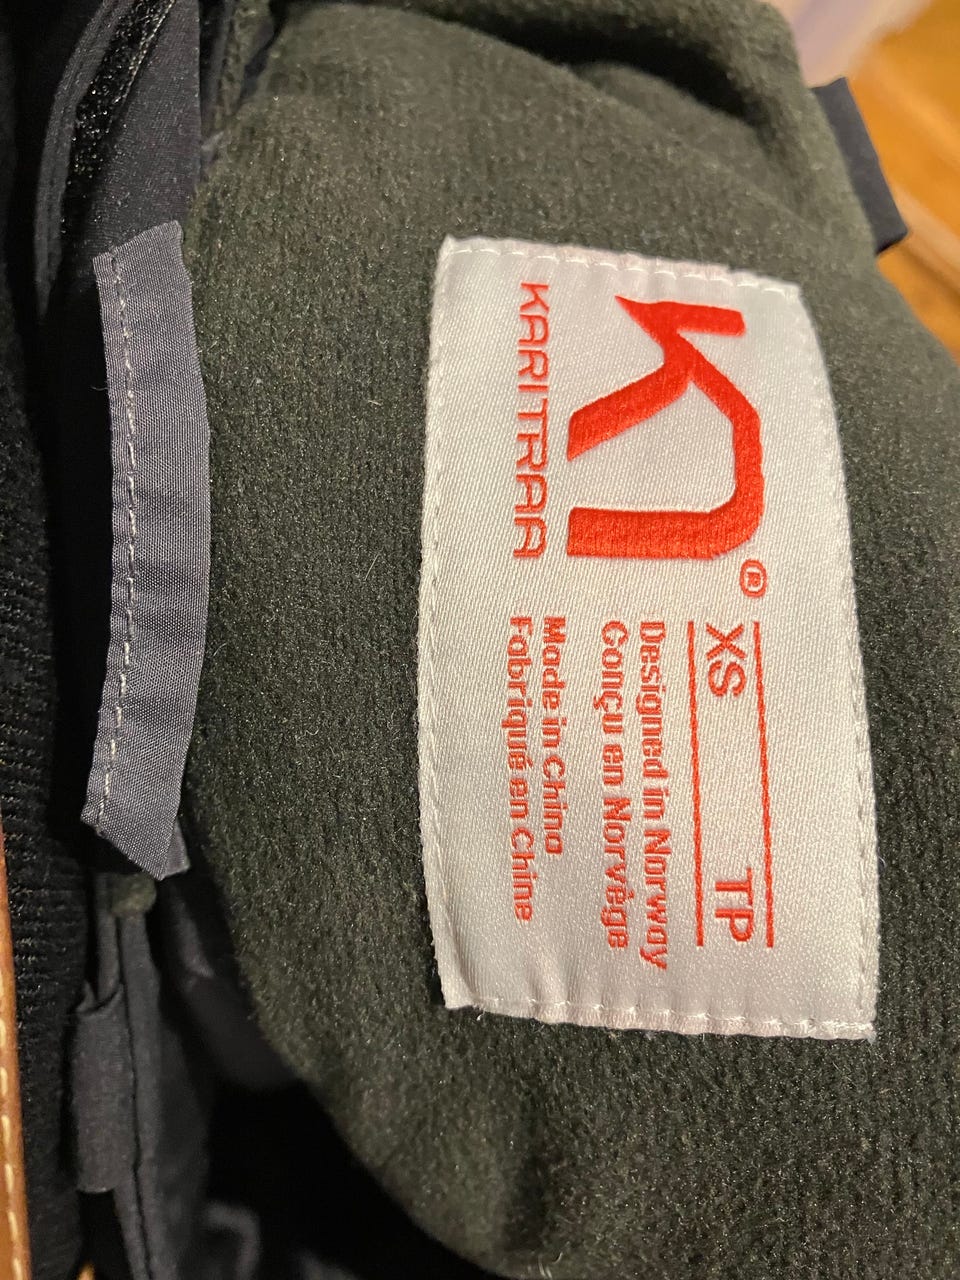 KARI TRAA
®
XS TP
Designed in Norway
Conçu en Norvège
Made in China
Fabriqué en Chine